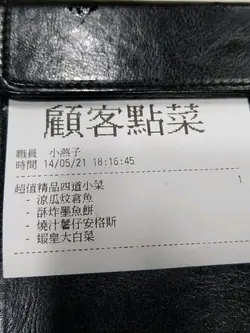 顧客點菜
職員 小燕子
時間 14/05/21 18:16:45
超值精品四道小菜 1
- 涼瓜炆倉魚
- 酥炸墨魚餅
- 燒汁薯仔安格斯
- 蝦皇大白菜